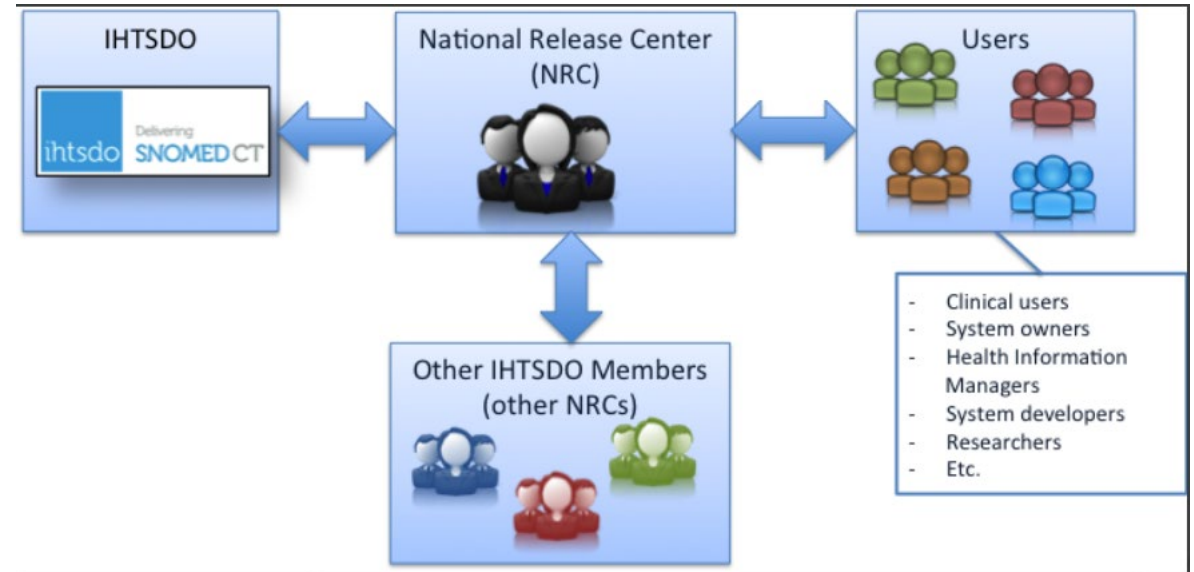 IHTSDO
ihtsdo
Delivering
SNOMED CT
National Release Center
(NRC)
Users
Other IHTSDO Members
(other NRCs)
- Clinical users
- System owners
- Health Information
Managers
- System developers
- Researchers
- Etc.